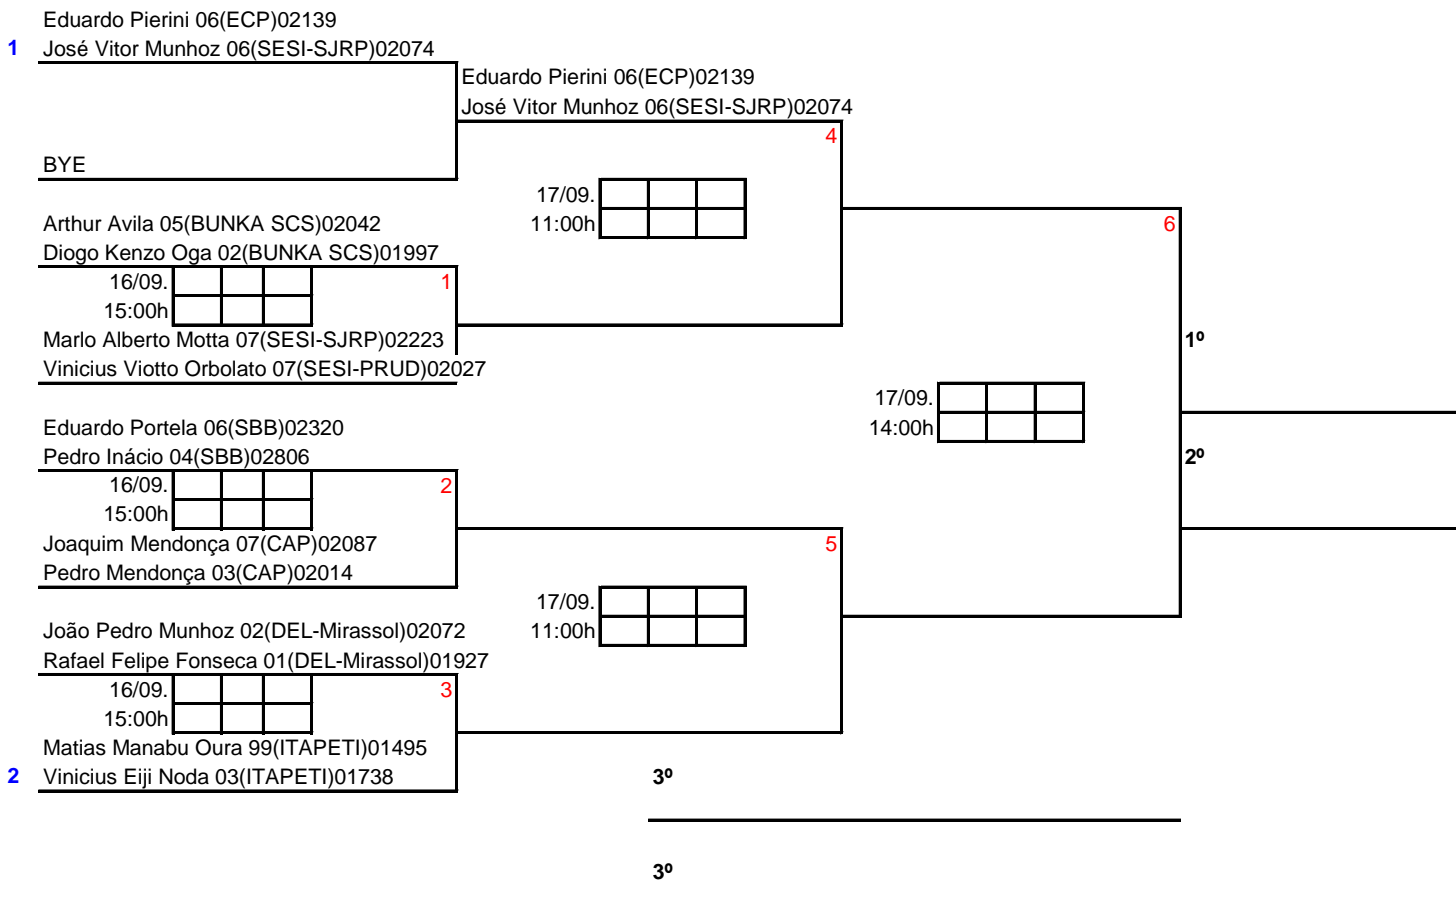 Eduardo Pierini 06(ECP)02139
1 José Vitor Munhoz 06(SESI-SJRP)02074
Eduardo Pierini 06(ECP)02139
José Vitor Munhoz 06(SESI-SJRP)02074
4
BYE
17/09.
11:00h
6
Arthur Avila 05(BUNKA SCS)02042
Diogo Kenzo Oga 02(BUNKA SCS)01997
16/09.
1
15:00h
Marlo Alberto Motta 07(SESI-SJRP)02223
Vinicius Viotto Orbolato 07(SESI-PRUD)02027
1º
17/09.
14:00h
2º
Eduardo Portela 06(SBB)02320
Pedro Inácio 04(SBB)02806
16/09.
2
15:00h
Joaquim Mendonça 07(CAP)02087
Pedro Mendonça 03(CAP)02014
5
17/09.
11:00h
João Pedro Munhoz 02(DEL-Mirassol)02072
Rafael Felipe Fonseca 01(DEL-Mirassol)01927
16/09.
3
15:00h
Matias Manabu Oura 99(ITAPETI)01495
2 Vinicius Eiji Noda 03(ITAPETI)01738
3º
3º